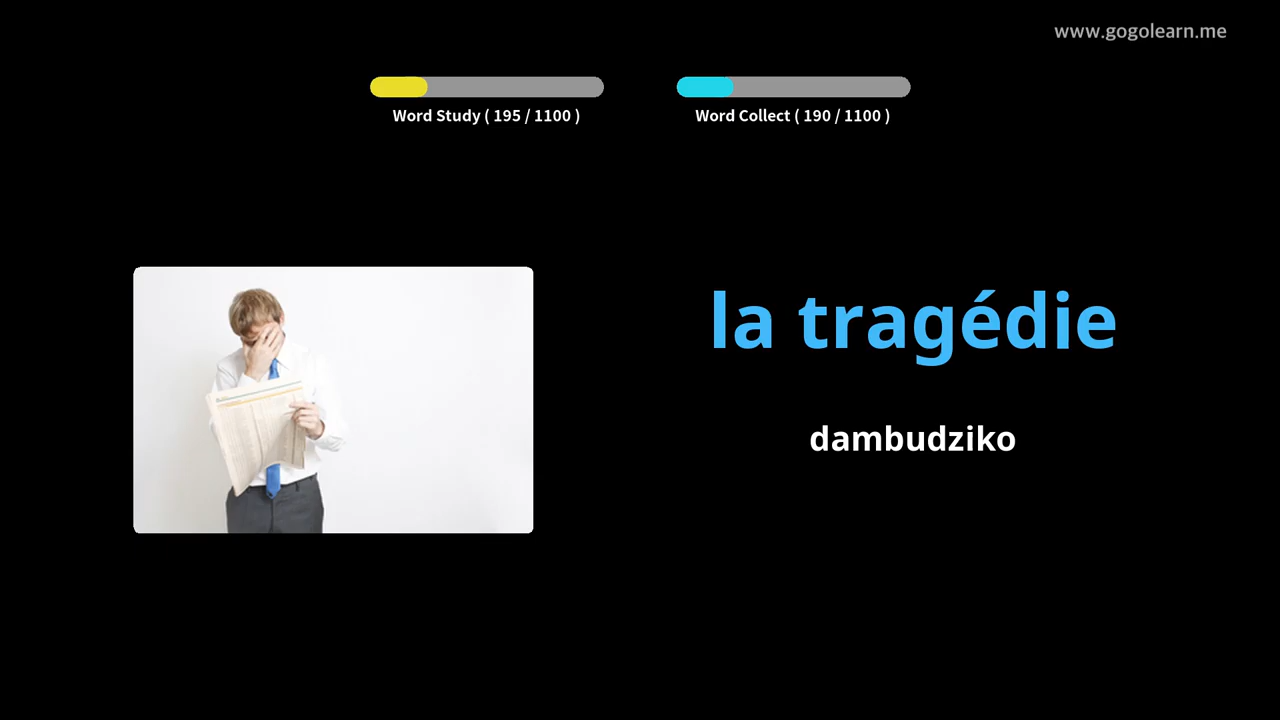 www.gogolearn.me
Word Study ( 195 / 1100 )
Word Collect ( 190 / 1100 )
la tragédie
dambudziko